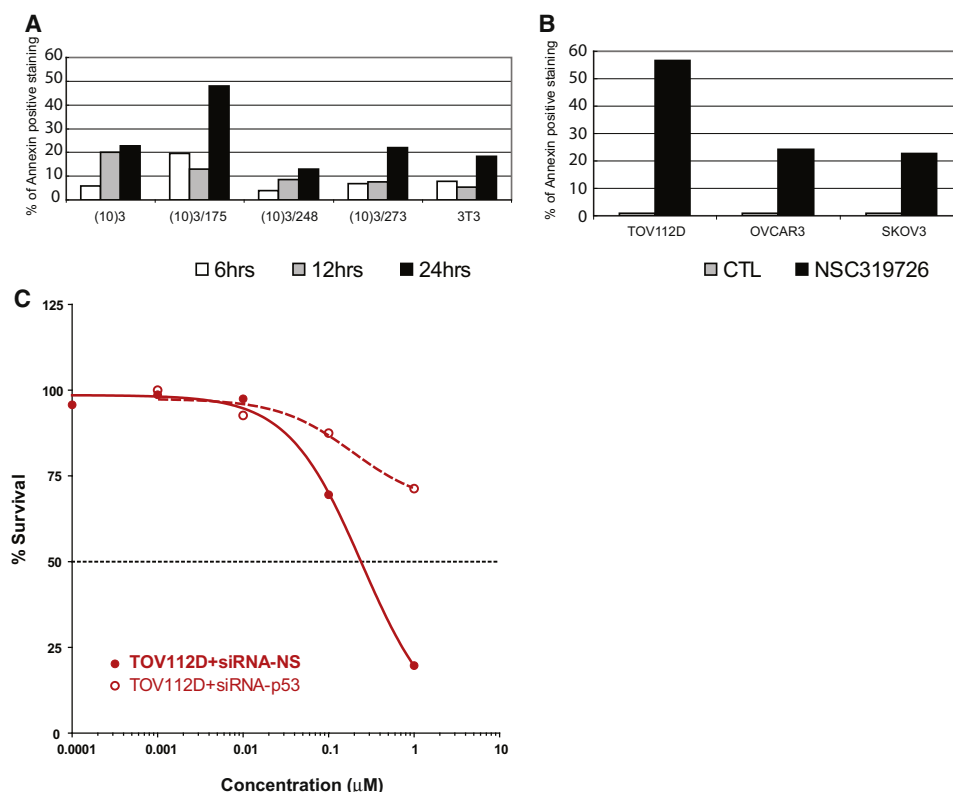 A
% of Annexin positive staining
60
50
40
30
20
10
0
(10)3 (10)3/175 (10)3/248 (10)3/273 3T3
6hrs 12hrs 24hrs
B
% of Annexin positive staining
60
50
40
30
20
10
0
TOV112D OVCAR3 SKOV3
CTL NSC319726
C
% Survival
125
100
75
50
25
0
TOV112D+siRNA-NS
TOV112D+siRNA-p53
0.0001 0.001 0.01 0.1 1 10
Concentration (μM)